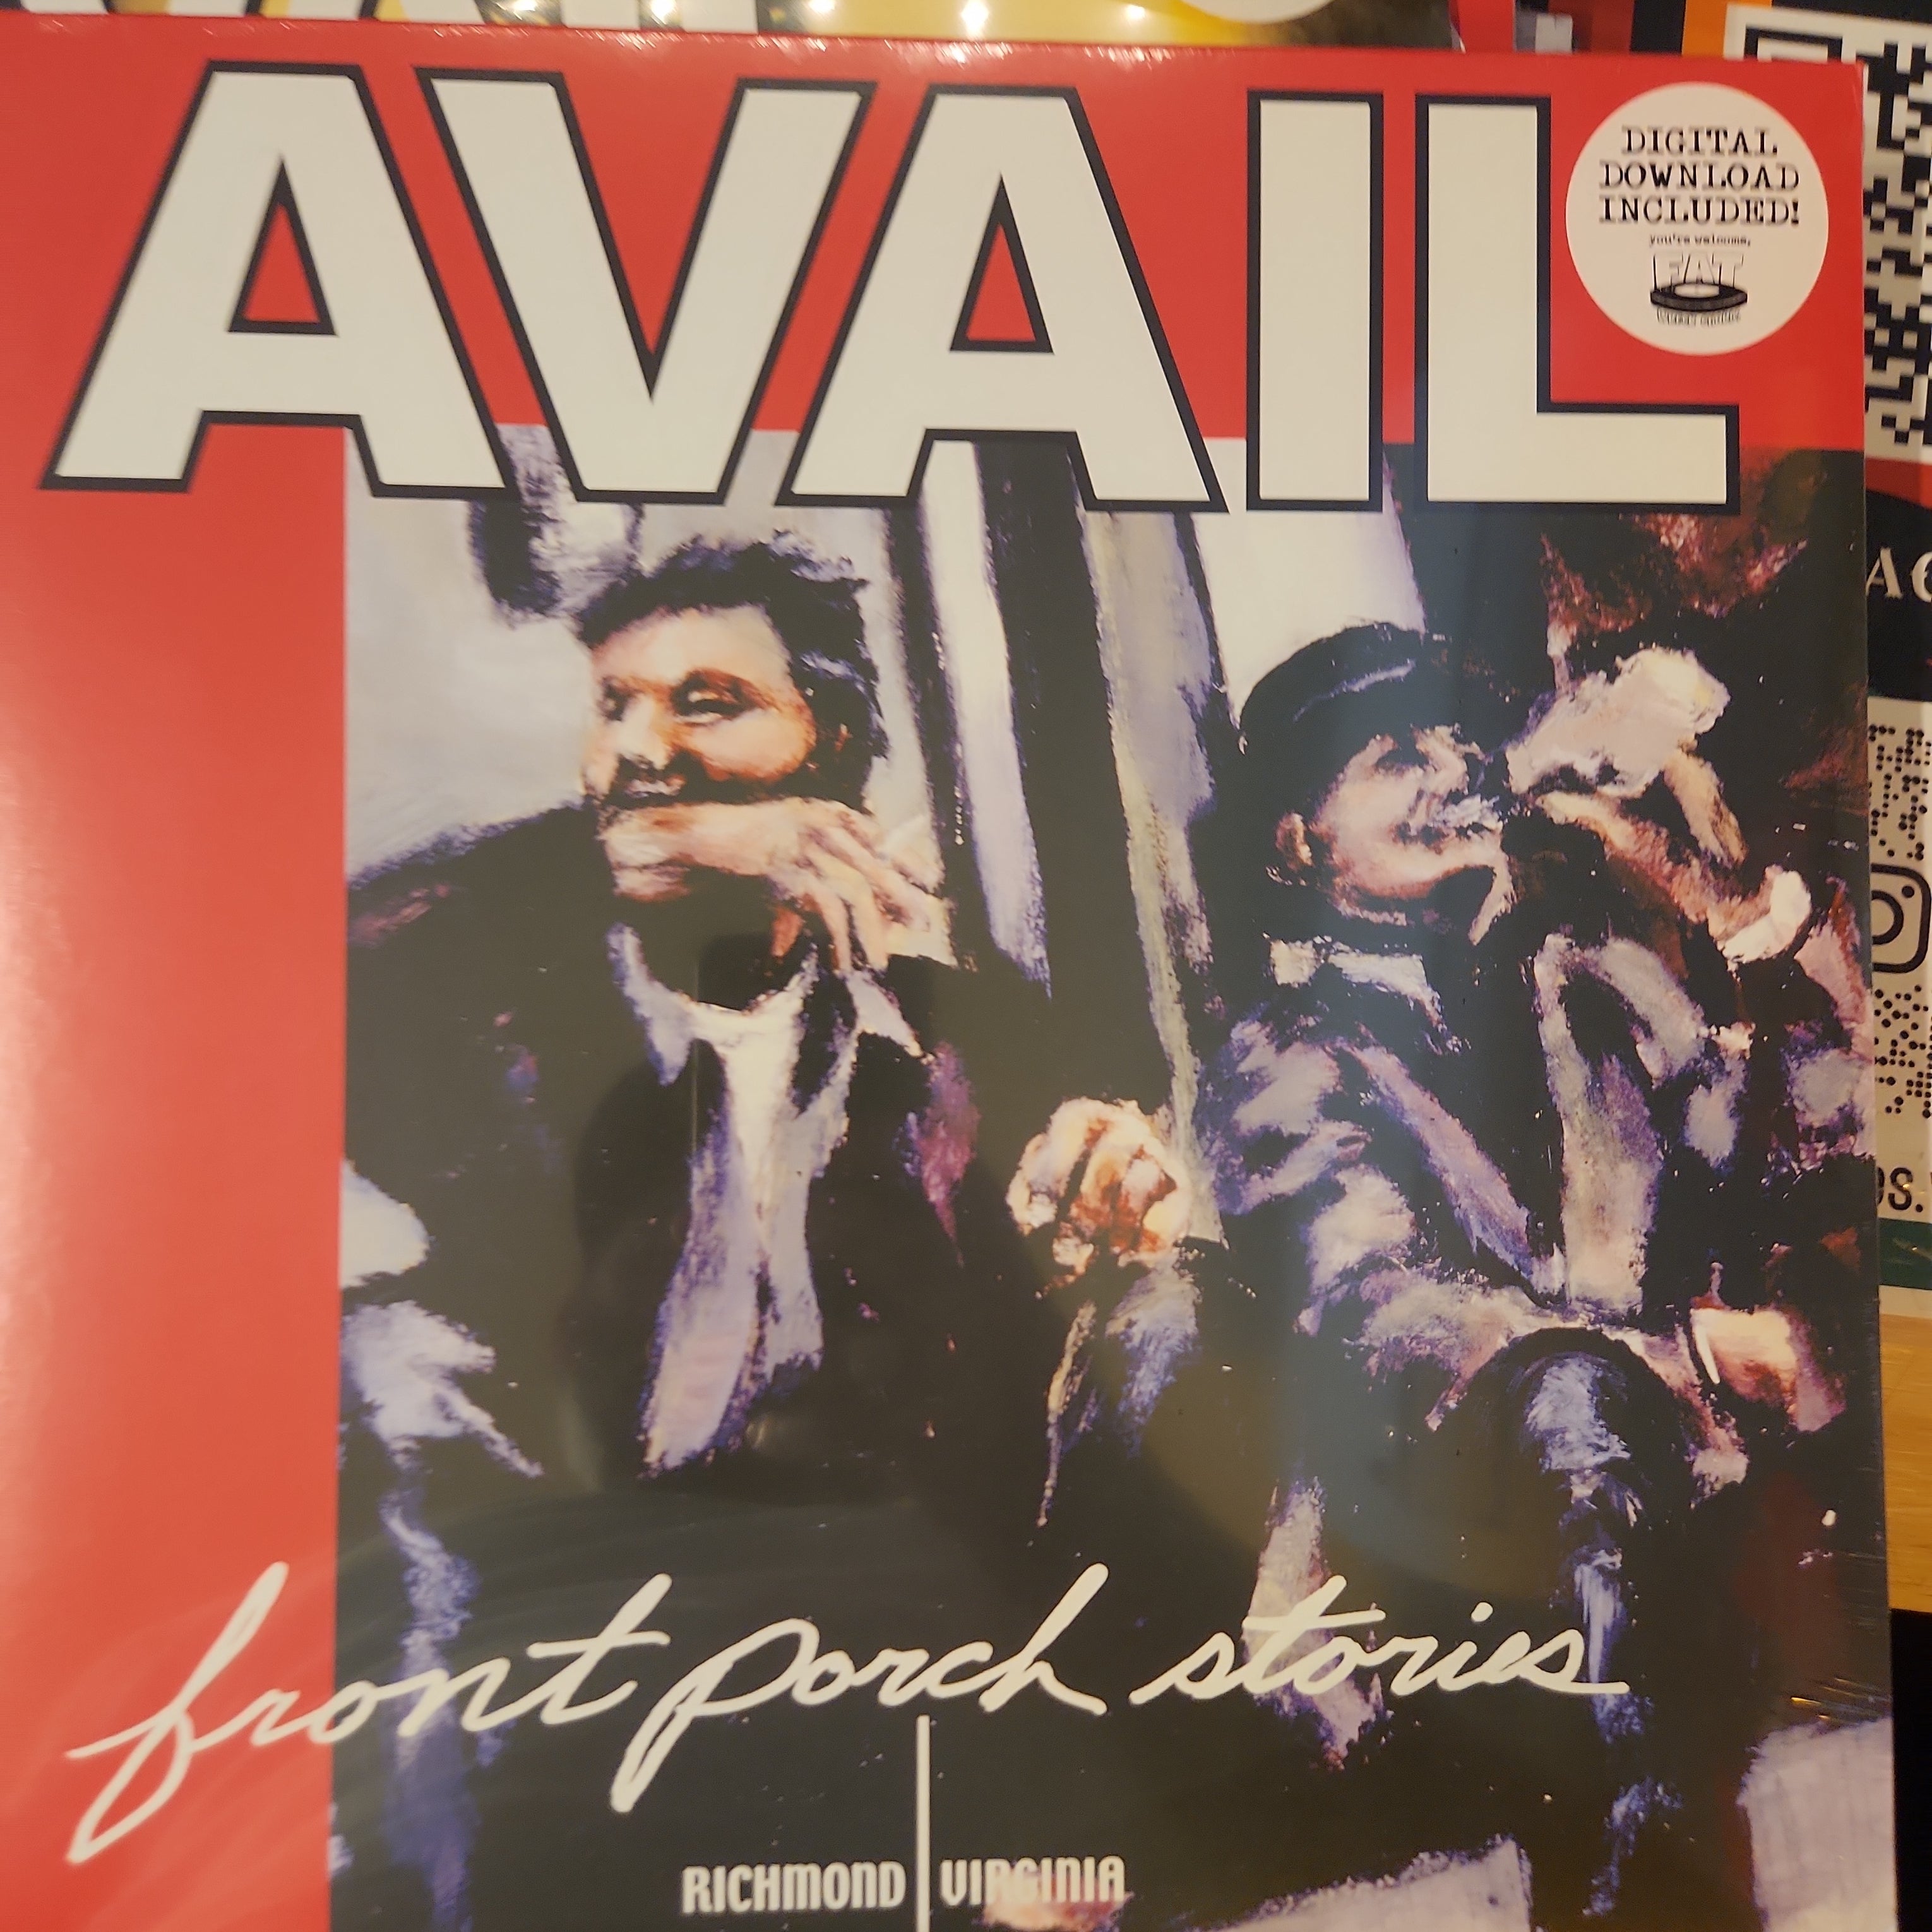 AVAIL
DIGITAL
DOWNLOAD
INCLUDED!
you're welcome,
FAT
front porch stories
RICHMOND | VIRGINIA